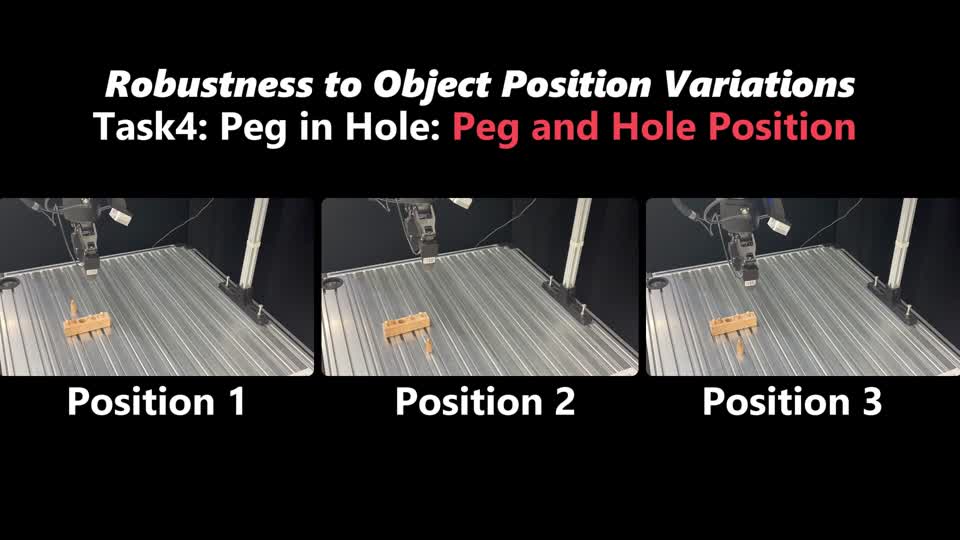 Robustness to Object Position Variations
Task4: Peg in Hole: Peg and Hole Position
Position 1
Position 2
Position 3